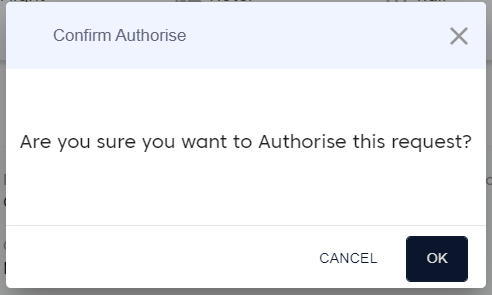 Confirm Authorise
Are you sure you want to Authorise this request?
CANCEL
OK